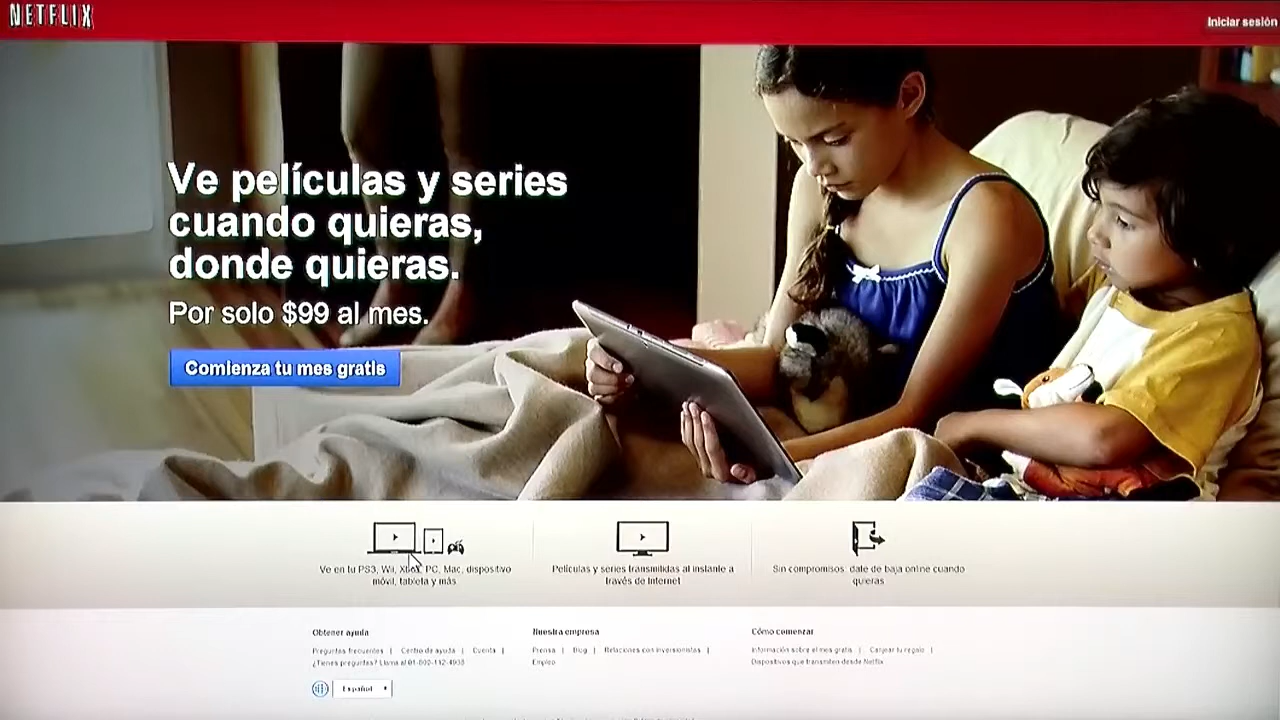 NETFLIX
Iniciar sesión
Ve películas y series
cuando quieras,
donde quieras.
Por solo $99 al mes.
Comienza tu mes gratis
Ve en tu PS3, Wii, Xbox, PC, Mac, dispositivo
móvil, tableta y más
Películas y series transmitidas al instante a
través de Internet
Sin compromisos, date de baja online cuando
quieras
Obtener ayuda
Preguntas frecuentes | Centro de ayuda | Cuenta |
¿Tienes preguntas? Llama al
Nuestra empresa
Prensa | Blog | Relaciones con inversionistas |
Empleo
Cómo comenzar
Información sobre el mes gratis | Canjear tu regalo |
Dispositivos que transmiten desde Netflix
Español